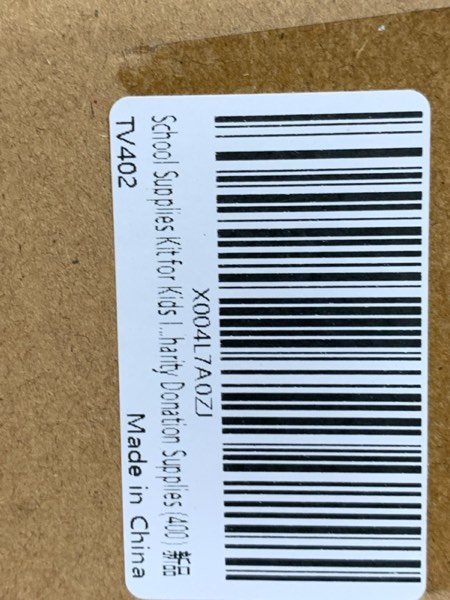 X004L7A0ZJ
School Supplies Kit for Kids I...harity Donation Supplies (400) 新品
TV402
Made in China